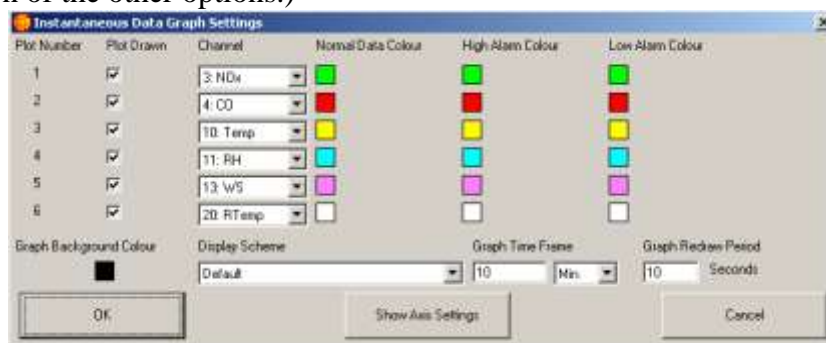 n of the other options.)
Instantaneous Data Graph Settings
Plot Number Plot Drawn Channel Normal Data Colour High Alarm Colour Low Alarm Colour
1 3: NOx
2 4: CO
3 10: Temp
4 11: RH
5 13: WS
6 20: RTemp
Graph Background Colour Display Scheme Graph Time Frame Graph Redraw Period
Default 10 Min. 10 Seconds
OK Show Axis Settings Cancel